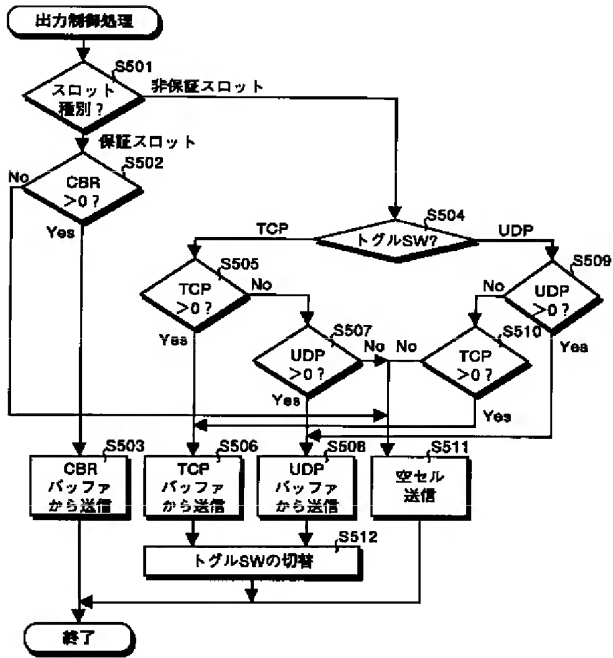 出力制御処理
S501
スロット
種別？
非保証スロット
保証スロット
S502
No
CBR
>0？
Yes
S504
TCP
トグルSW？
UDP
S505
S509
TCP
>0？
No
No
UDP
>0？
Yes
S507
S510
Yes
UDP
>0？
No
No
TCP
>0？
Yes
Yes
S503
S506
S508
S511
CBR
バッファ
から送信
TCP
バッファ
から送信
UDP
バッファ
から送信
空セル
送信
S512
トグルSWの切替
終了